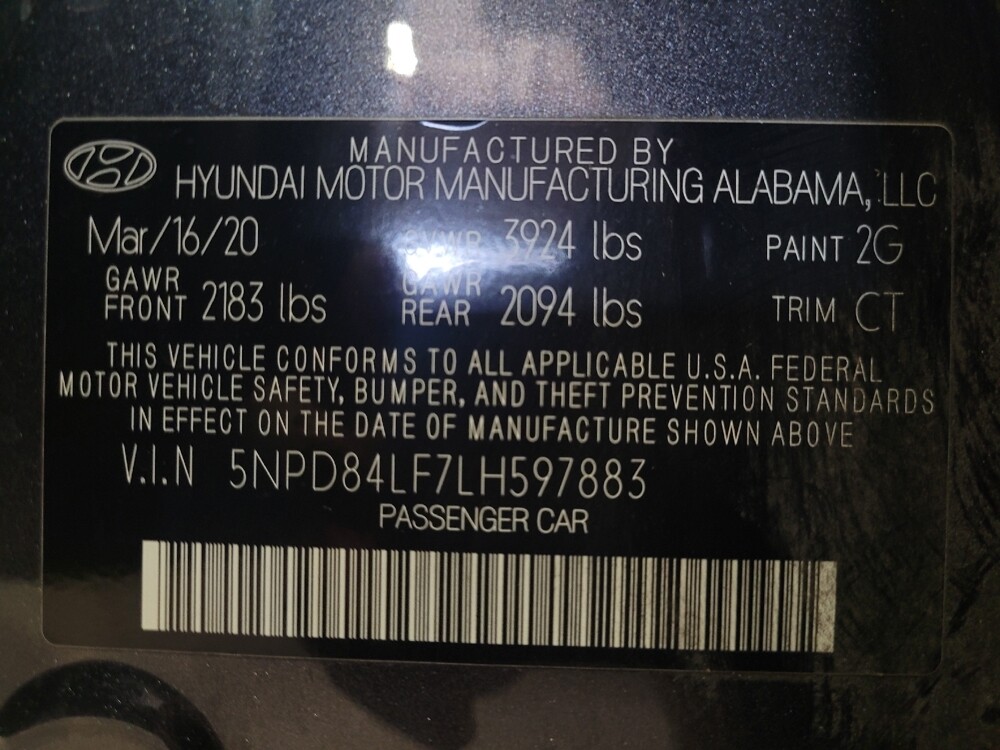 MANUFACTURED BY
HYUNDAI MOTOR MANUFACTURING ALABAMA, LLC
Mar/16/20 GVWR 3924 lbs PAINT 2G
GAWR FRONT 2183 lbs GAWR REAR 2094 lbs TRIM CT
THIS VEHICLE CONFORMS TO ALL APPLICABLE U.S.A. FEDERAL
MOTOR VEHICLE SAFETY, BUMPER, AND THEFT PREVENTION STANDARDS
IN EFFECT ON THE DATE OF MANUFACTURE SHOWN ABOVE
V.I.N 5NPD84LF7LH597883
PASSENGER CAR